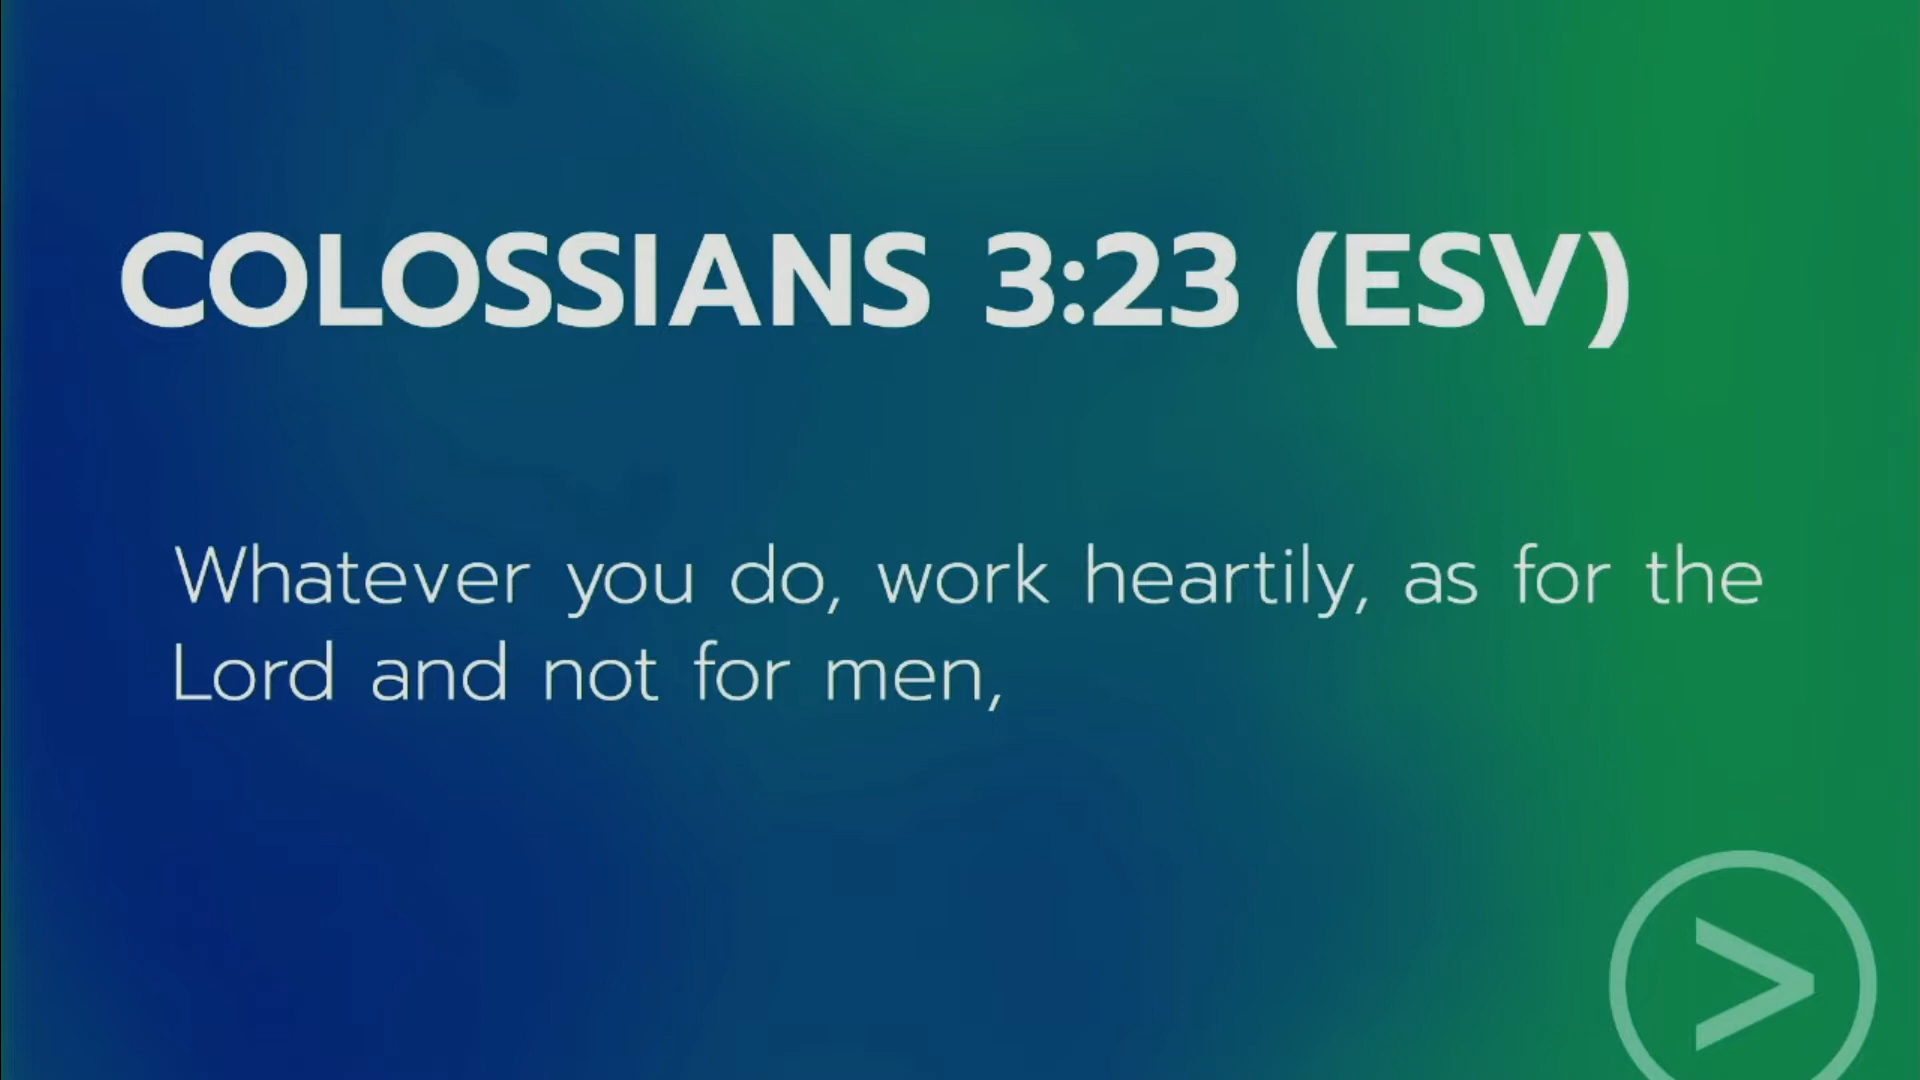 COLOSSIANS 3:23 (ESV)
Whatever you do, work heartily, as for the
Lord and not for men,